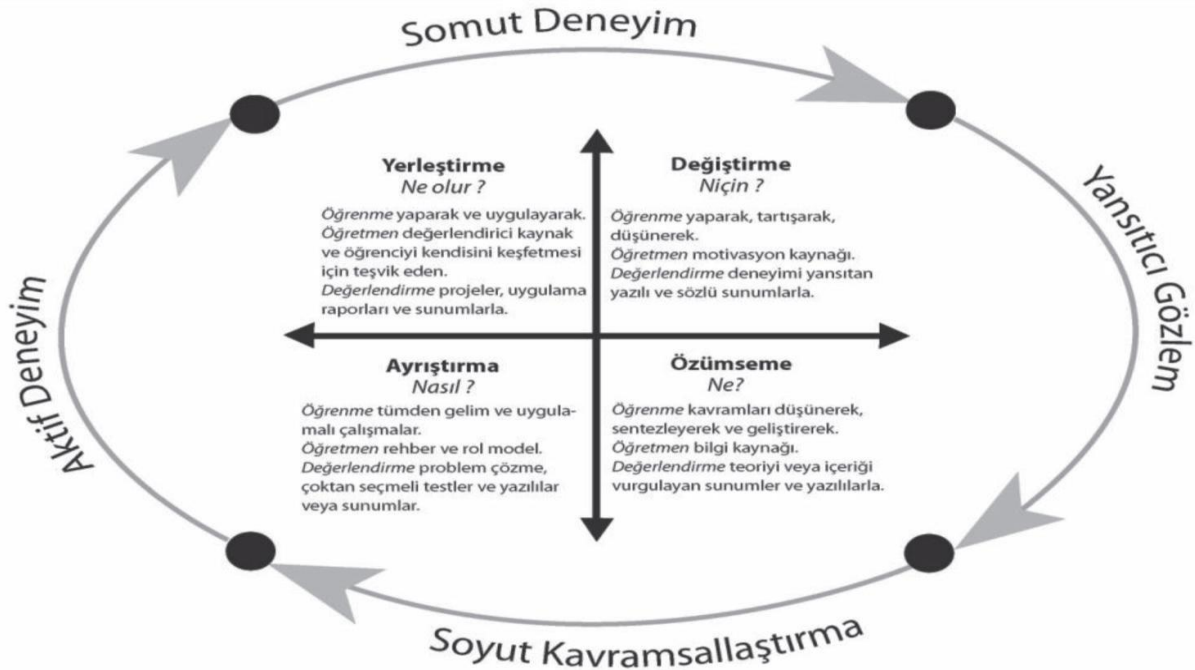 Somut Deneyim
Yansıtıcı Gözlem
Yerleştirme
Ne olur ?
Öğrenme yaparak ve uygulayarak.
Öğretmen değerlendirici kaynak
ve öğrenciyi kendisini keşfetmesi
için teşvik eden.
Değerlendirme projeler, uygulama
raporları ve sunumlarla.
Değiştirme
Niçin ?
Öğrenme yaparak, tartışarak,
düşünerek.
Öğretmen motivasyon kaynağı.
Değerlendirme deneyimi yansıtan
yazılı ve sözlü sunumlarla.
Ayrıştırma
Nasıl ?
Öğrenme tümden gelim ve uygula-
malı çalışmalar.
Öğretmen rehber ve rol model.
Değerlendirme problem çözme,
çoktan seçmeli testler ve yazılılar
veya sunumlar.
Özümseme
Ne?
Öğrenme kavramları düşünerek,
sentezleyerek ve geliştirerek.
Öğretmen bilgi kaynağı.
Değerlendirme teoriyi veya içeriği
vurgulayan sunumler ve yazılılarla.
Aktif Deneyim
Soyut Kavramsallaştırma